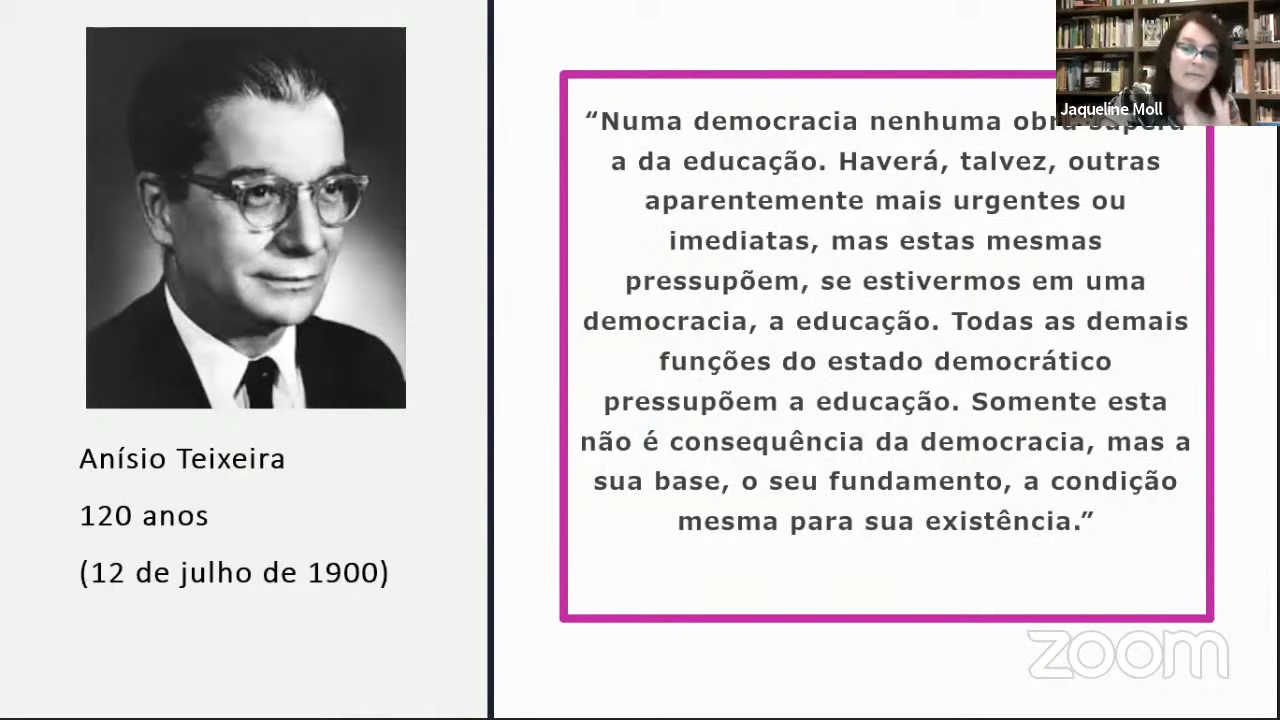 Jaqueline Moll
“Numa democracia nenhuma obra supera
a da educação. Haverá, talvez, outras
aparentemente mais urgentes ou
imediatas, mas estas mesmas
pressupõem, se estivermos em uma
democracia, a educação. Todas as demais
funções do estado democrático
pressupõem a educação. Somente esta
não é consequência da democracia, mas a
sua base, o seu fundamento, a condição
mesma para sua existência.”
Anísio Teixeira
120 anos
(12 de julho de 1900)
zoom